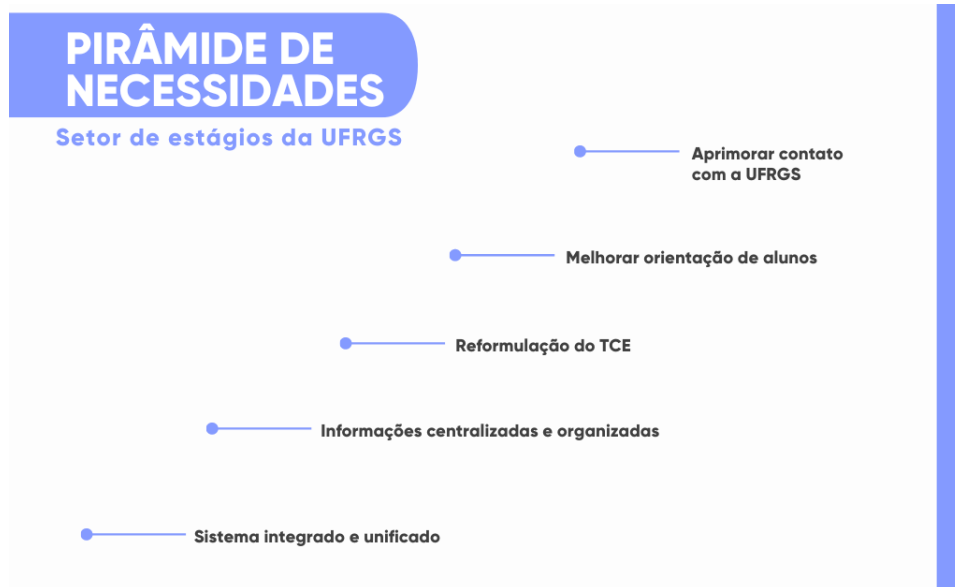 PIRÂMIDE DE
NECESSIDADES
Setor de estágios da UFRGS
Aprimorar contato
com a UFRGS
Melhorar orientação de alunos
Reformulação do TCE
Informações centralizadas e organizadas
Sistema integrado e unificado